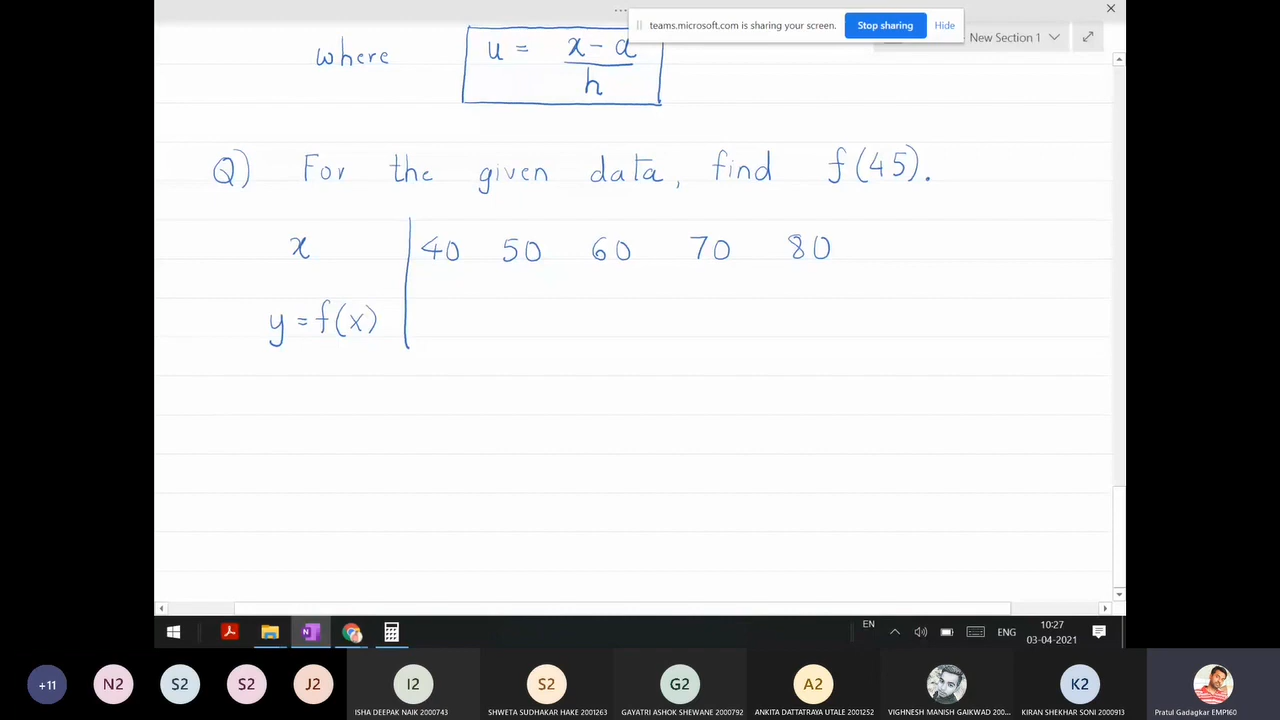 teams.microsoft.com is sharing your screen. Stop sharing Hide
New Section 1
where u = x - a / h
Q) For the given data, find f(45).
x 40 50 60 70 80
y = f(x)
EN
ENG
10:27
03-04-2021
+11 N2 S2 S2 J2 I2 S2 G2 A2 K2
ISHA DEEPAK NAIK 2000743 SHWETA SUDHAKAR HAKE 2001263 GAYATRI ASHOK SHEWANE 2000792 ANKITA DATTATRAYA UTALE 2001252 VIGHNESH MANISH GAIKWAD 200... KIRAN SHEKHAR SONI 2000913 Pratul Gadagkar EMP160